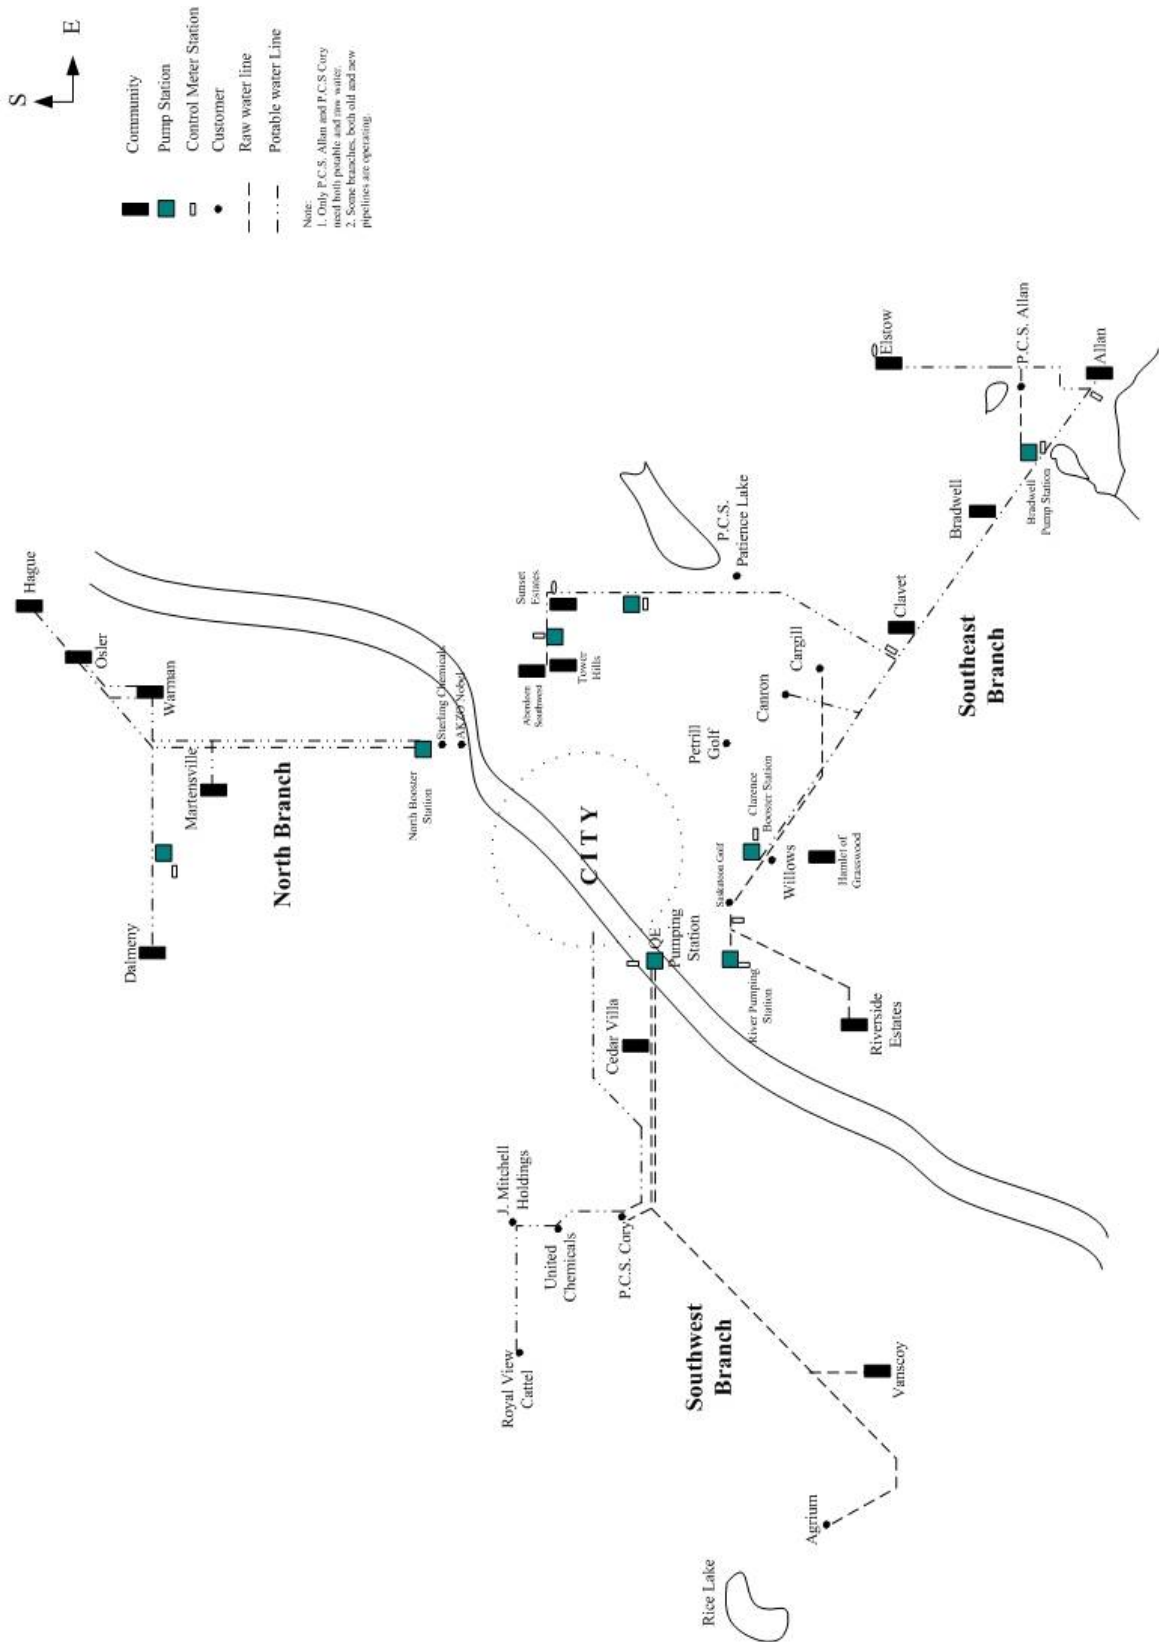 S
E
Community
Pump Station
Control Meter Station
Customer
Raw water line
Potable water Line
Note:
1. Only P.C.S. Allan and P.C.S Cory
need both potable and raw water.
2. Some branches, both old and new
pipelines are operating.
Hague
Osler
Warman
Martensville
Dalmeny
North Branch
North Booster
Station
Sterling Chemicals
AKZO Nobel
CITY
Aberdeen
Southwest
Tower
Hills
Sunset
Estates
P.C.S.
Patience Lake
Petrill
Golf
Canron
Cargill
Clarence
Booster Station
Saskatoon Golf
Willows
Hamlet of
Grasswood
QE
Pumping
Station
River Pumping
Station
Riverside
Estates
Clavet
Southeast
Branch
Bradwell
Bradwell
Pump Station
Elstow
P.C.S. Allan
Allan
Cedar Villa
J. Mitchell
Holdings
United
Chemicals
P.C.S. Cory
Royal View
Cattel
Southwest
Branch
Vanscoy
Agrium
Rice Lake